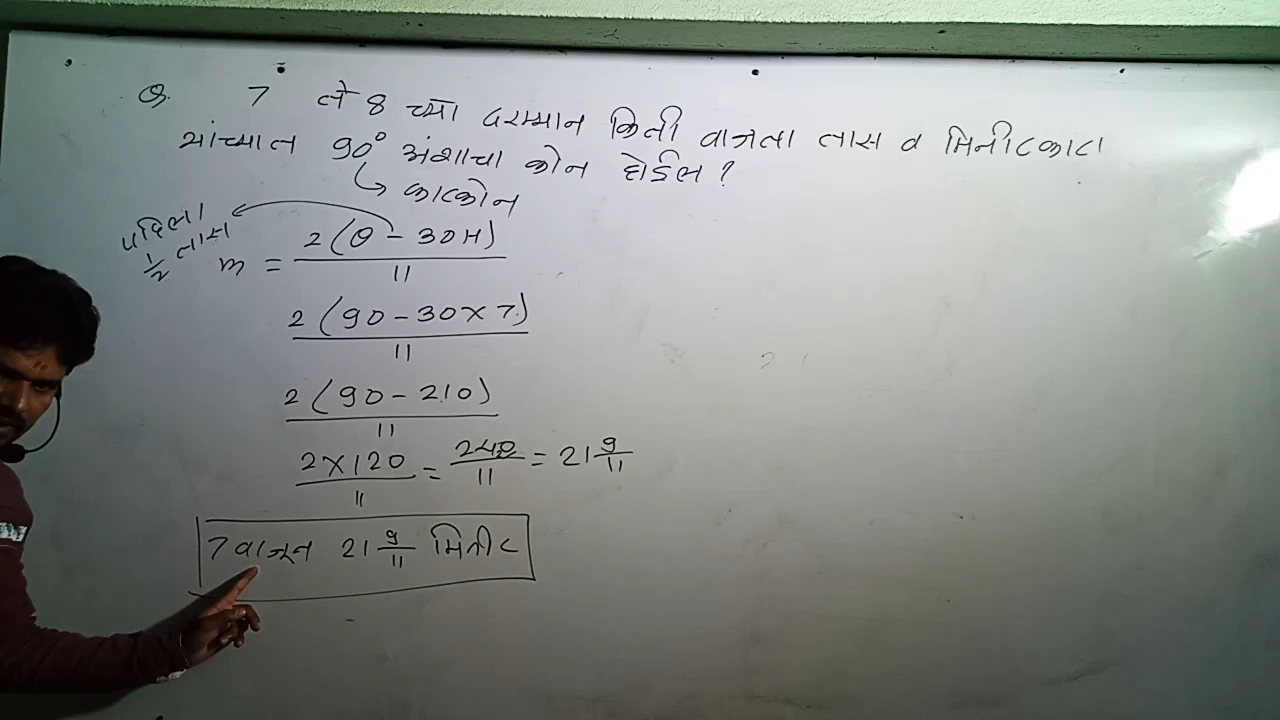 Q. 7 ते 8 च्या दरम्यान किती वाजता तास व मिनीटकाटा
यांच्यात 90° अंशाचा कोन होईल?
↳ काटकोन
पहिला
1/2 तास
m = 2(θ - 30H) / 11
2(90 - 30×7) / 11
2(90 - 210) / 11
2×120 / 11 = 240 / 11 = 21 9/11
7 वाजून 21 9/11 मिनीट